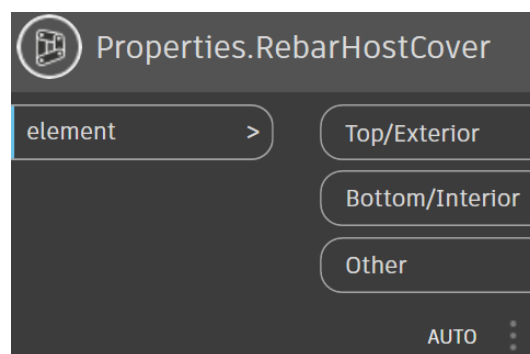 Properties.RebarHostCover
element > Top/Exterior
Bottom/Interior
Other
AUTO